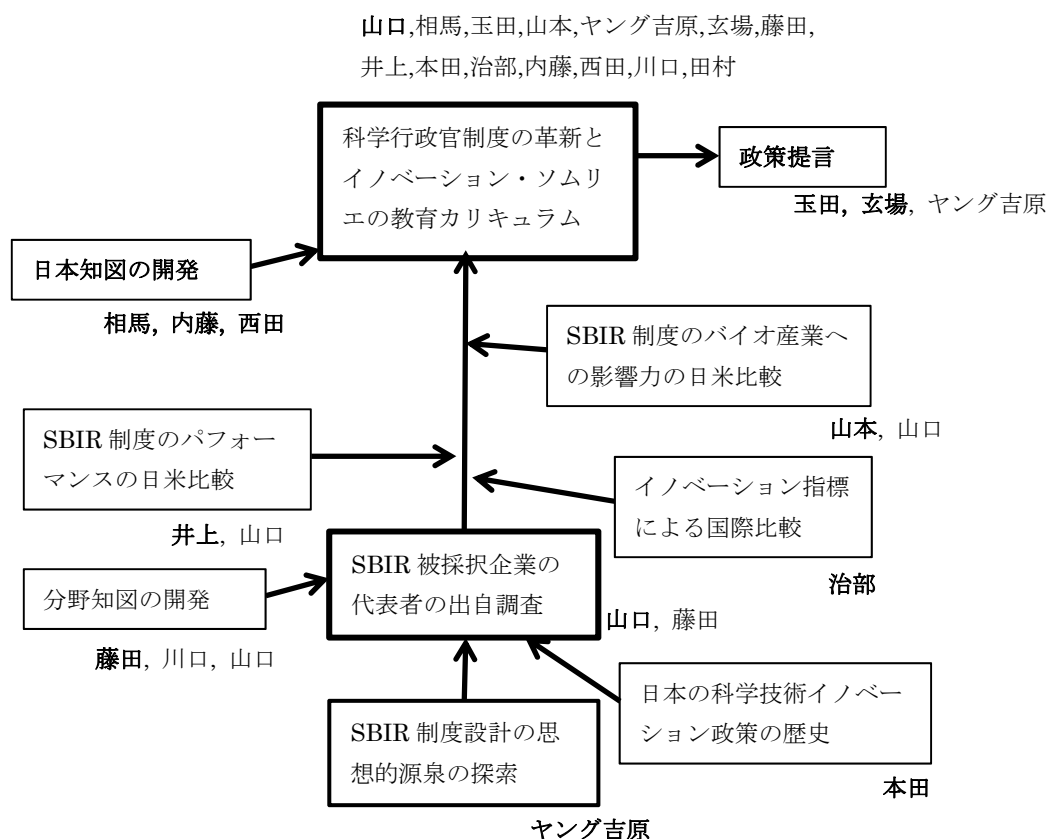 山口,相馬,玉田,山本,ヤング吉原,玄場,藤田,
井上,本田,治部,内藤,西田,川口,田村
科学行政官制度の革新と
イノベーション・ソムリ
エの教育カリキュラム
政策提言
玉田, 玄場, ヤング吉原
日本知図の開発
相馬, 内藤, 西田
SBIR 制度のバイオ産業へ
の影響力の日米比較
山本, 山口
SBIR 制度のパフォー
マンスの日米比較
井上, 山口
イノベーション指標
による国際比較
治部
SBIR 被採択企業の
代表者の出自調査
山口, 藤田
分野知図の開発
藤田, 川口, 山口
日本の科学技術イノベー
ション政策の歴史
本田
SBIR 制度設計の思
想的源泉の探索
ヤング吉原